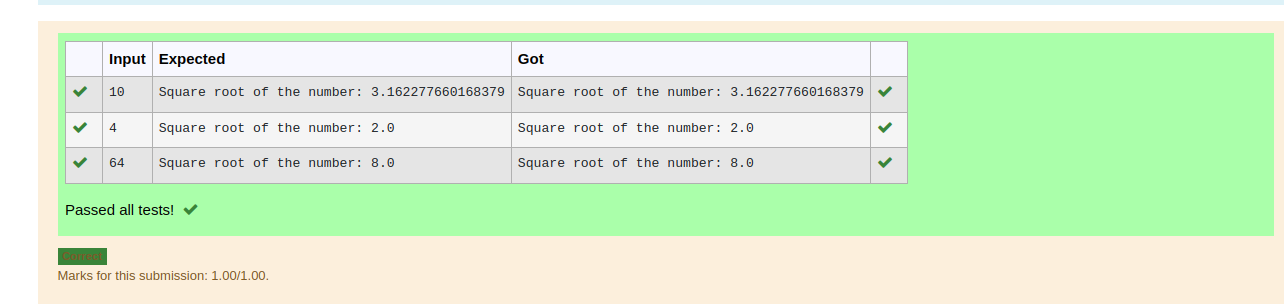 Input Expected Got
10 Square root of the number: 3.162277660168379 Square root of the number: 3.162277660168379
4 Square root of the number: 2.0 Square root of the number: 2.0
64 Square root of the number: 8.0 Square root of the number: 8.0
Passed all tests!
Correct
Marks for this submission: 1.00/1.00.